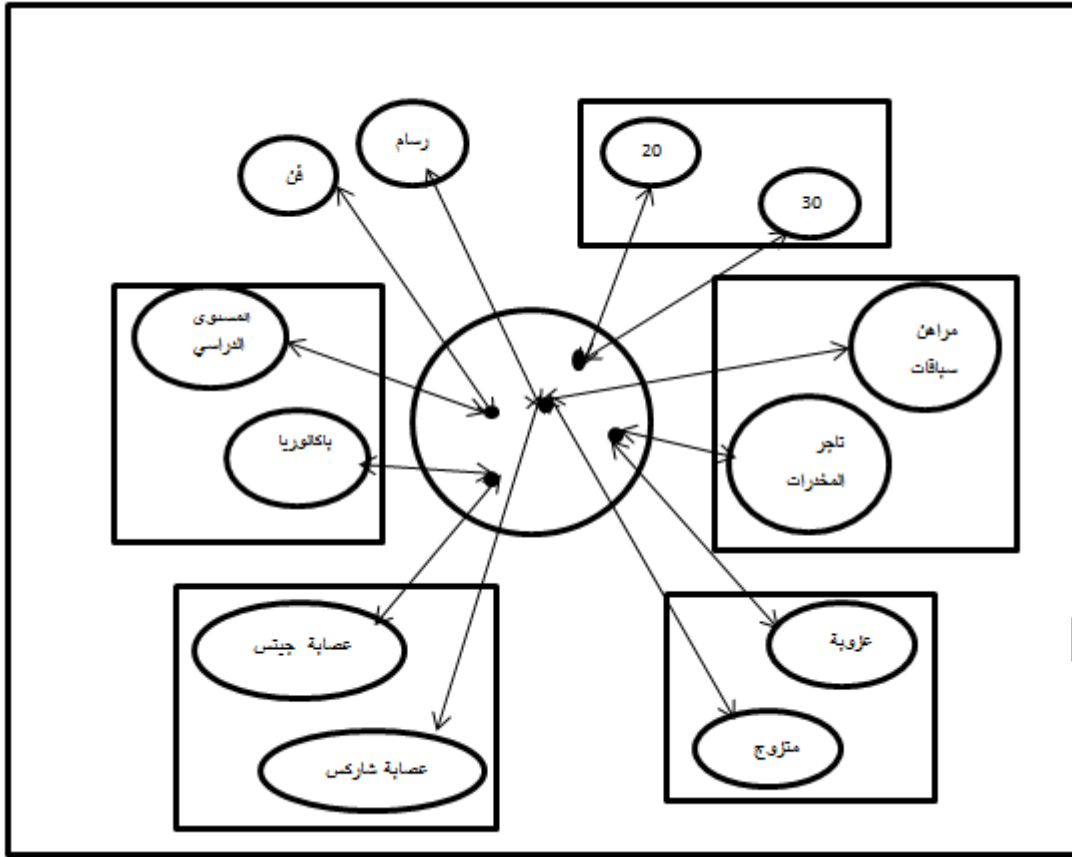 رسام
فن
20
30
المستوى
الدراسي
باكالوريا
مراهن
سباقات
تاجر
المخدرات
عصابة جيتس
عصابة شاركس
عزوبة
متزوج